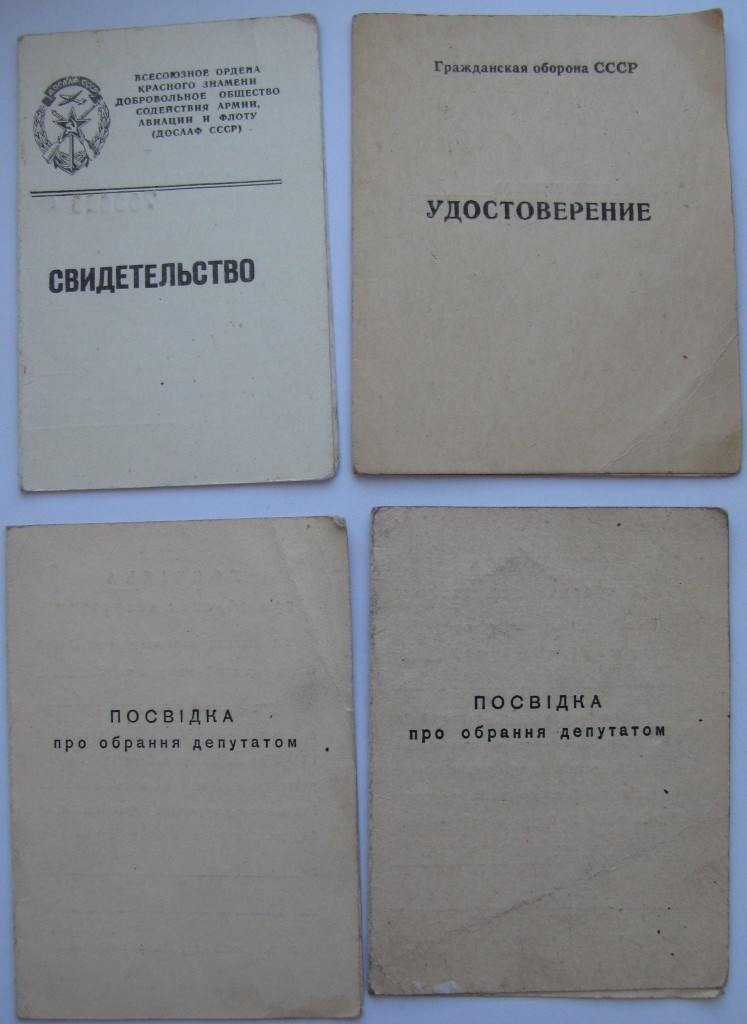 ДОСААФ СССР
ВСЕСОЮЗНОЕ ОРДЕНА
КРАСНОГО ЗНАМЕНИ
ДОБРОВОЛЬНОЕ ОБЩЕСТВО
СОДЕЙСТВИЯ АРМИИ,
АВИАЦИИ И ФЛОТУ
(ДОСААФ СССР)
СВИДЕТЕЛЬСТВО
Гражданская оборона СССР
УДОСТОВЕРЕНИЕ
ПОСВІДКА
про обрання депутатом
ПОСВІДКА
про обрання депутатом